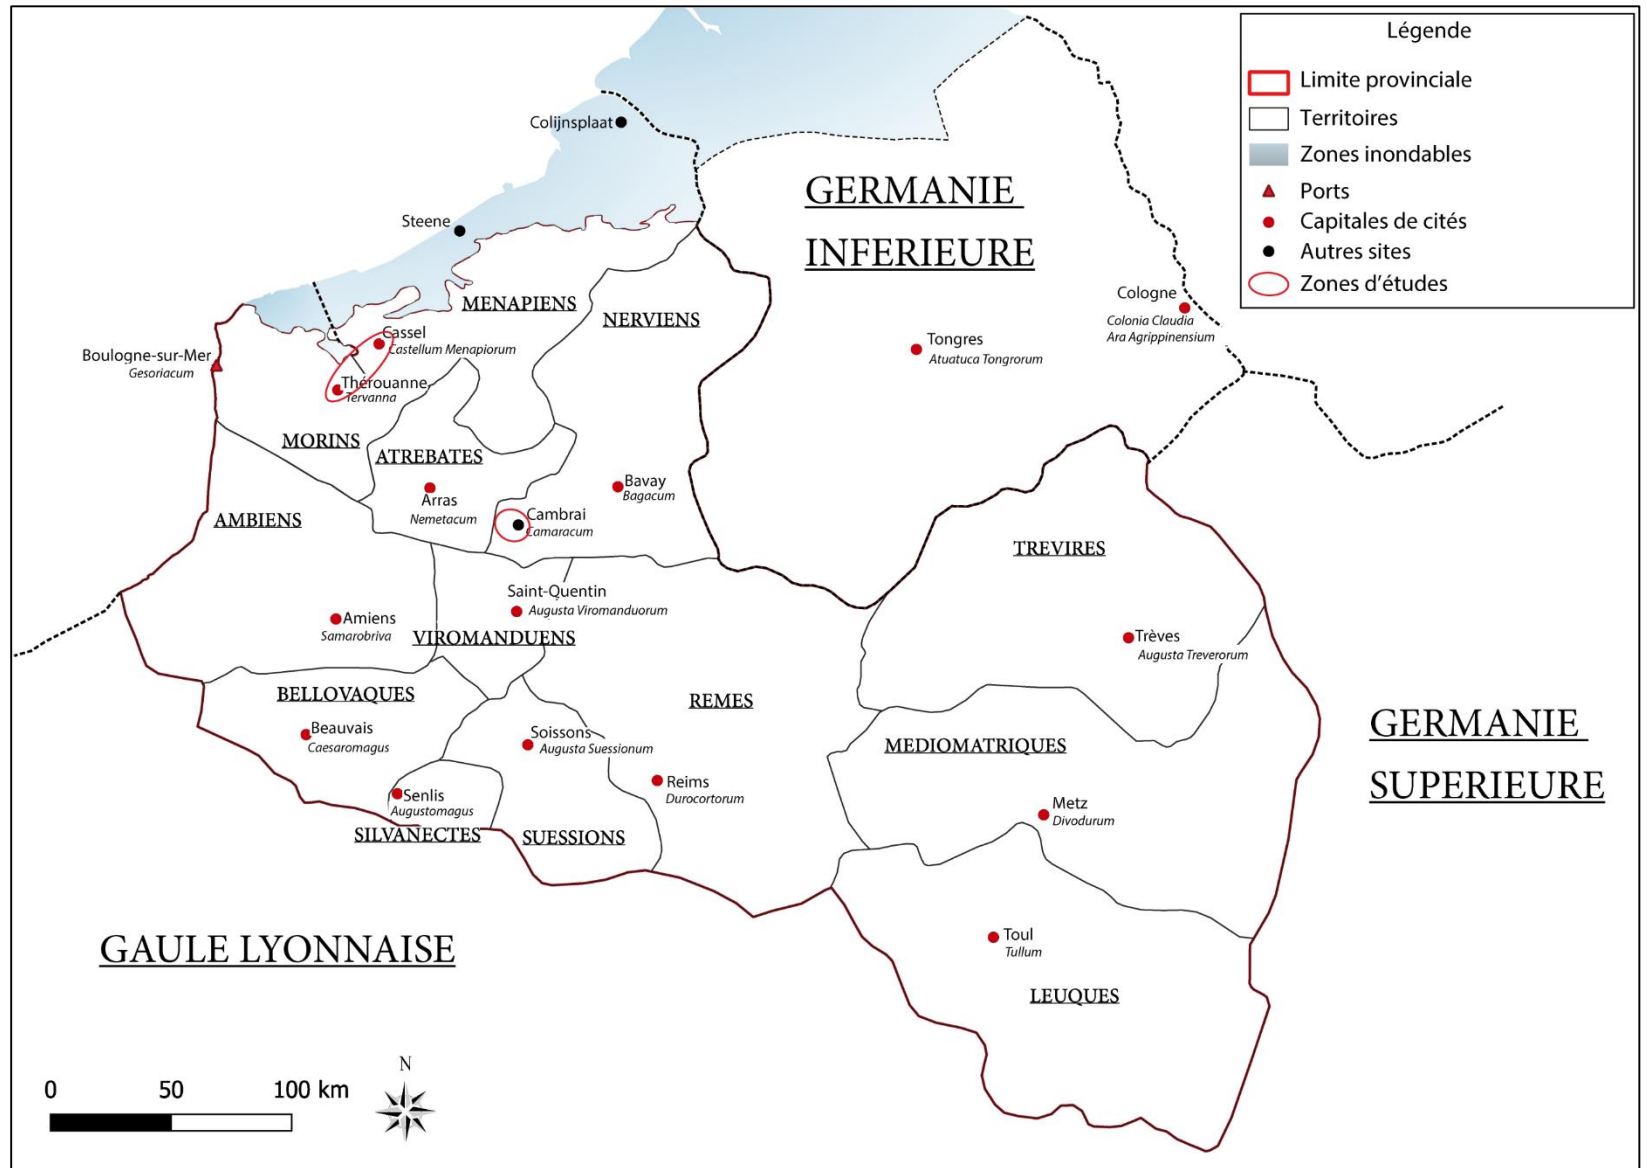 Légende
Limite provinciale
Territoires
Zones inondables
Ports
Capitales de cités
Autres sites
Zones d'études
Colijnsplaat
Steene
GERMANIE
INFERIEURE
MENAPIENS
NERVIENS
Cologne
Colonia Claudia
Ara Agrippinensium
Cassel
Castellum Menapiorum
Boulogne-sur-Mer
Gesoriacum
Tongres
Atuatuca Tongrorum
Thérouanne
Tervanna
MORINS
ATREBATES
Arras
Nemetacum
Bavay
Bagacum
Cambrai
Camaracum
AMBIENS
TREVIRES
Saint-Quentin
Augusta Viromanduorum
Amiens
Samarobriva
VIROMANDUENS
Trèves
Augusta Treverorum
BELLOVAQUES
REMES
Beauvais
Caesaromagus
Soissons
Augusta Suessionum
MEDIOMATRIQUES
GERMANIE
SUPERIEURE
Reims
Durocortorum
Senlis
Augustomagus
Metz
Divodurum
SILVANECTES
SUESSIONS
GAULE LYONNAISE
Toul
Tullum
LEUQUES
N
0 50 100 km